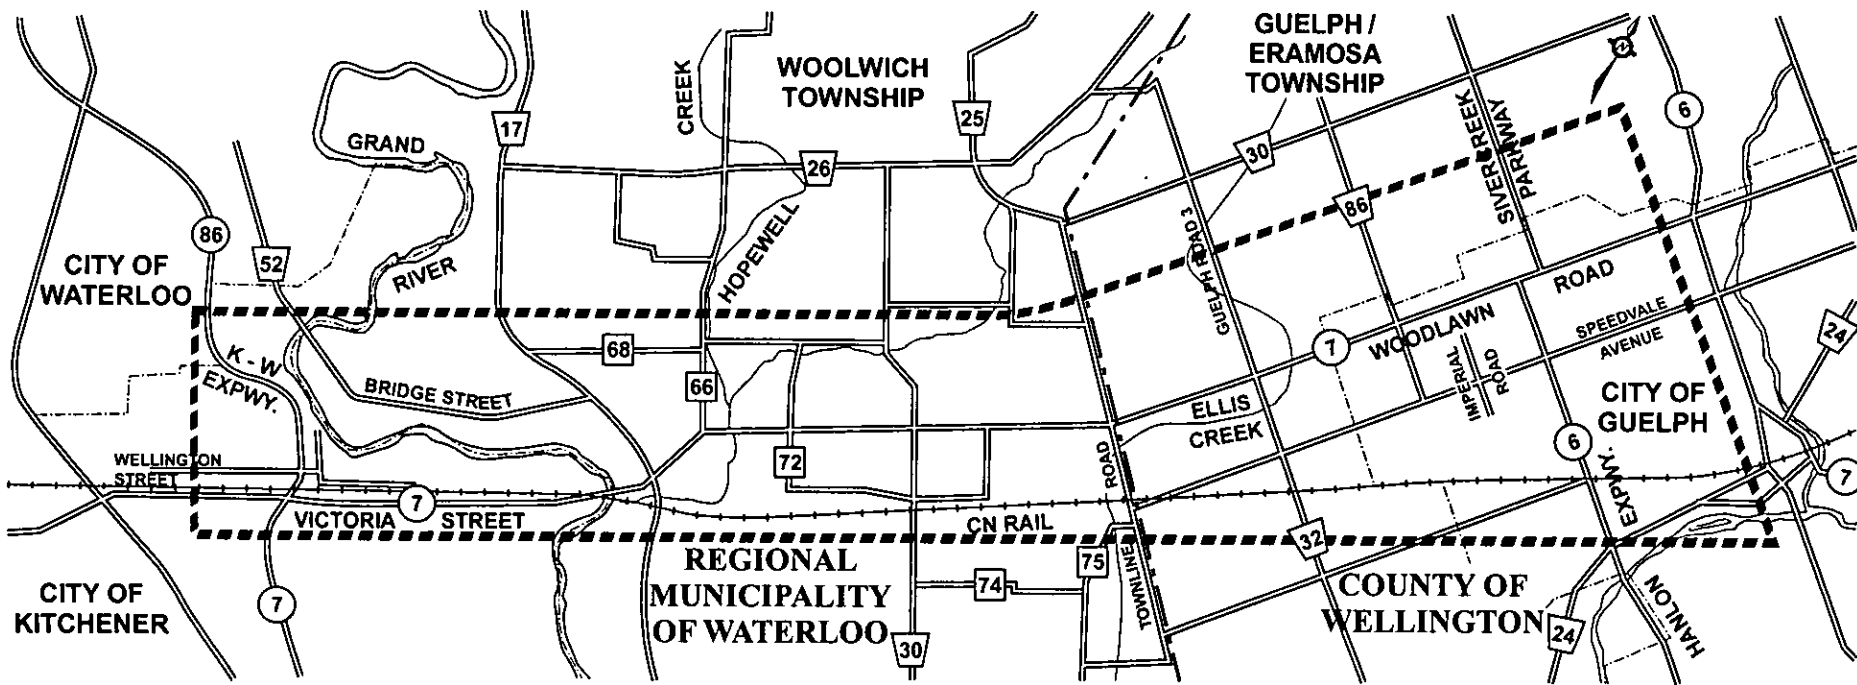 GUELPH /
ERAMOSA
TOWNSHIP
WOOLWICH
TOWNSHIP
CREEK
6
SIVERCREEK
PARKWAY
25
17
GRAND
30
26
86
GUELPH ROAD 3
HOPEWELL
86
52
RIVER
CITY OF
WATERLOO
ROAD
WOODLAWN
SPEEDVALE
AVENUE
24
7
68
K - W
EXPWY.
IMPERIAL
ROAD
66
BRIDGE STREET
CITY OF
GUELPH
ELLIS
CREEK
6
WELLINGTON
STREET
72
ROAD
7
7
EXPWY.
VICTORIA
STREET
CN RAIL
32
REGIONAL
MUNICIPALITY
OF WATERLOO
75
74
TOWNLINE
COUNTY OF
WELLINGTON
CITY OF
KITCHENER
7
HANLON
24
30